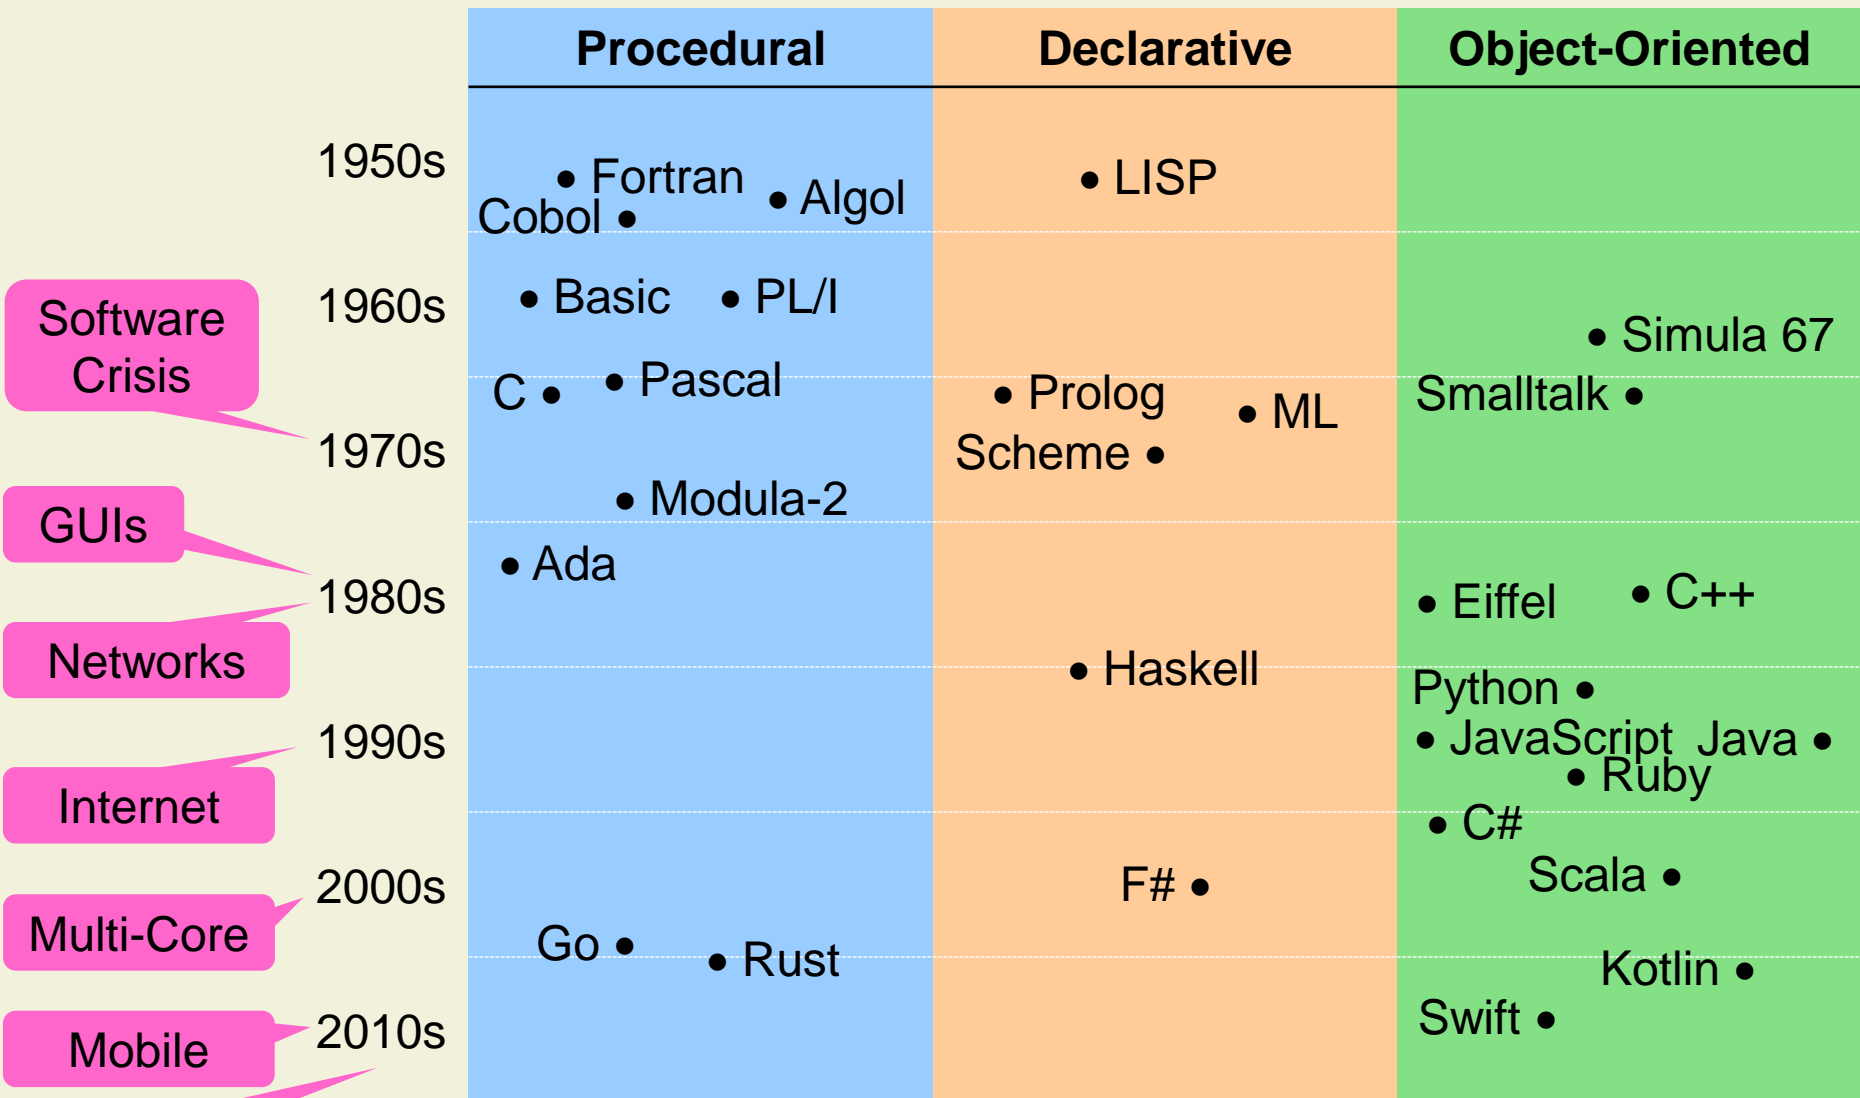 Procedural Declarative Object-Oriented
1950s
Fortran
Algol
Cobol
LISP
Software
Crisis
1960s
Basic
PL/I
Simula 67
C
Pascal
Prolog
ML
Smalltalk
1970s
Scheme
Modula-2
GUIs
Ada
1980s
Eiffel
C++
Networks
Haskell
Python
1990s
JavaScript
Java
Ruby
Internet
C#
2000s
F#
Scala
Multi-Core
Go
Rust
Kotlin
Mobile
2010s
Swift